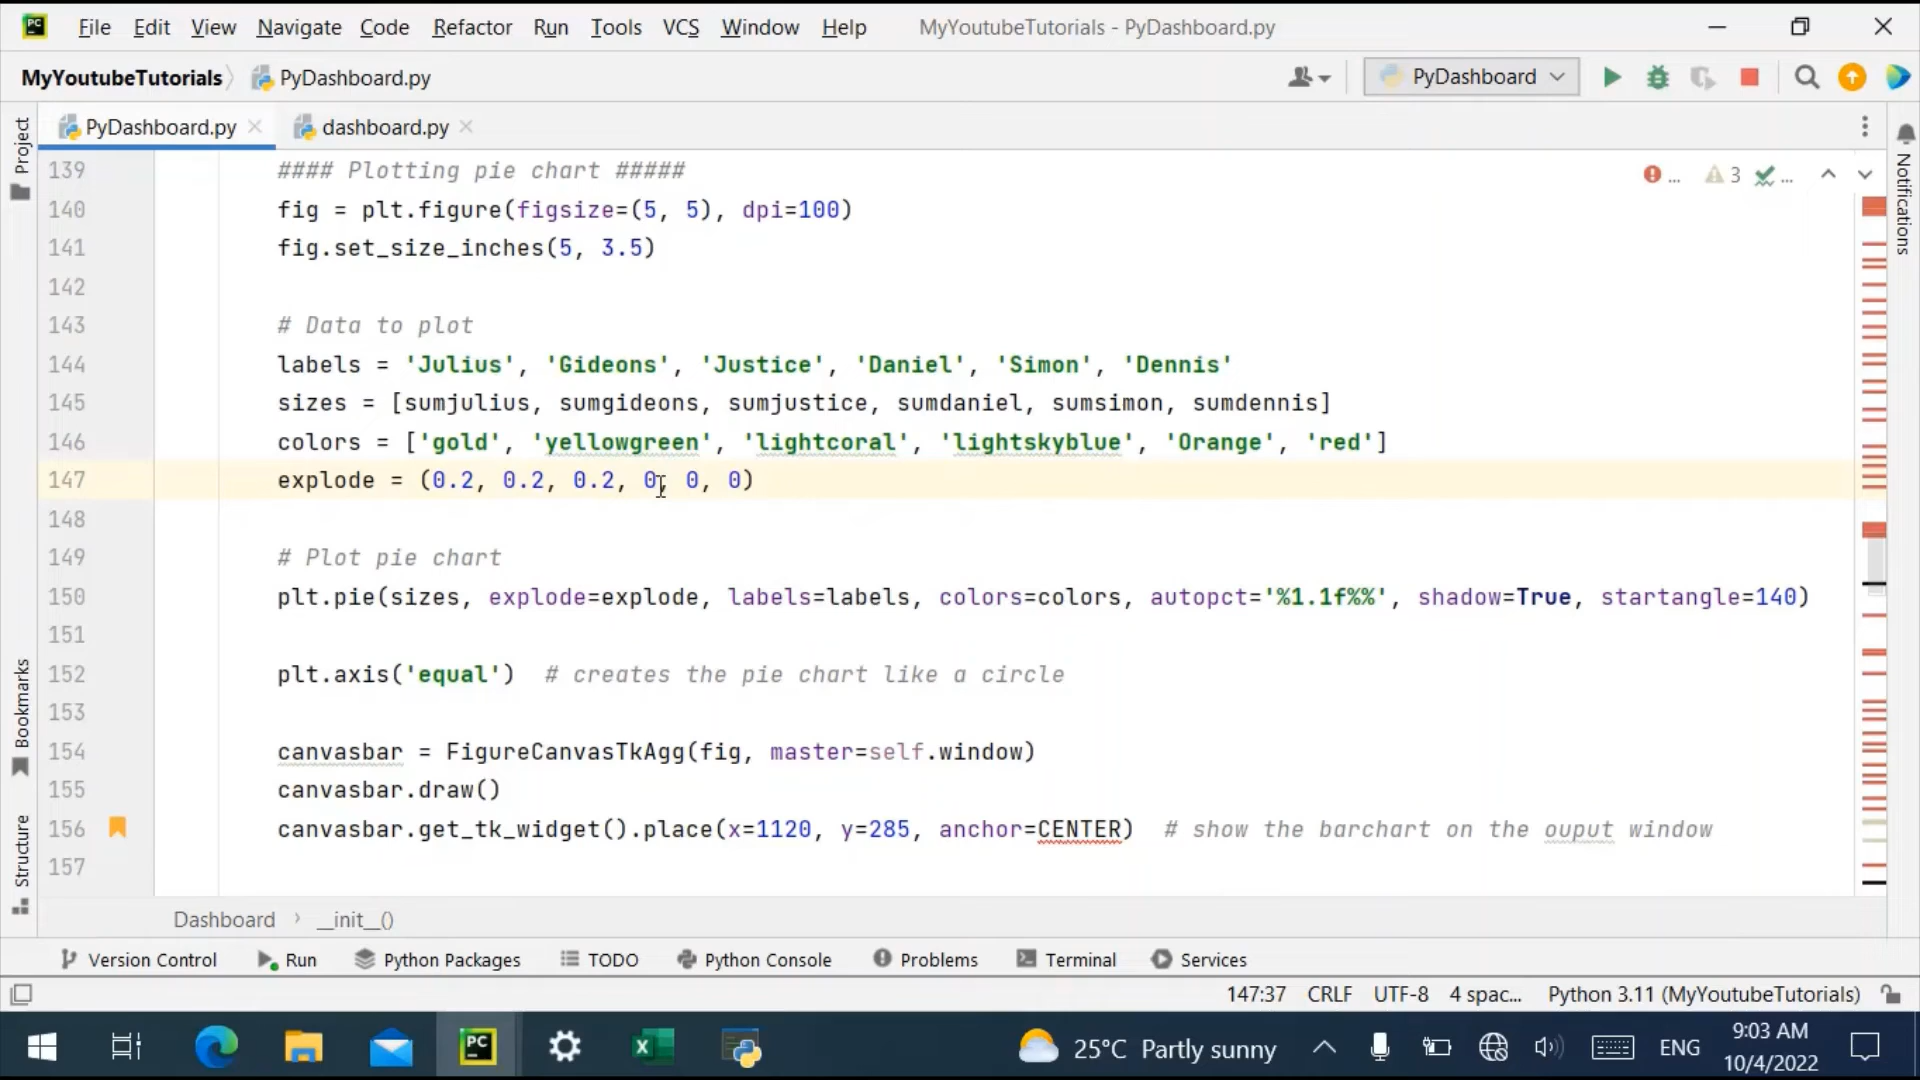 PC File Edit View Navigate Code Refactor Run Tools VCS Window Help MyYoutubeTutorials - PyDashboard.py
MyYoutubeTutorials PyDashboard.py PyDashboard
Project PyDashboard.py dashboard.py
Notifications
139 #### Plotting pie chart ##### ... 3 ...
140 fig = plt.figure(figsize=(5, 5), dpi=100)
141 fig.set_size_inches(5, 3.5)
142
143 # Data to plot
144 labels = 'Julius', 'Gideons', 'Justice', 'Daniel', 'Simon', 'Dennis'
145 sizes = [sumjulius, sumgideons, sumjustice, sumdaniel, sumsimon, sumdennis]
146 colors = ['gold', 'yellowgreen', 'lightcoral', 'lightskyblue', 'Orange', 'red']
147 explode = (0.2, 0.2, 0.2, 0, 0, 0)
148
149 # Plot pie chart
150 plt.pie(sizes, explode=explode, labels=labels, colors=colors, autopct='%1.1f%%', shadow=True, startangle=140)
151
152 plt.axis('equal') # creates the pie chart like a circle
153
154 canvasbar = FigureCanvasTkAgg(fig, master=self.window)
155 canvasbar.draw()
156 canvasbar.get_tk_widget().place(x=1120, y=285, anchor=CENTER) # show the barchart on the ouput window
157
Bookmarks
Structure
Dashboard › __init__()
Version Control Run Python Packages TODO Python Console Problems Terminal Services
147:37 CRLF UTF-8 4 spac... Python 3.11 (MyYoutubeTutorials)
PC 25°C Partly sunny ENG 9:03 AM
10/4/2022